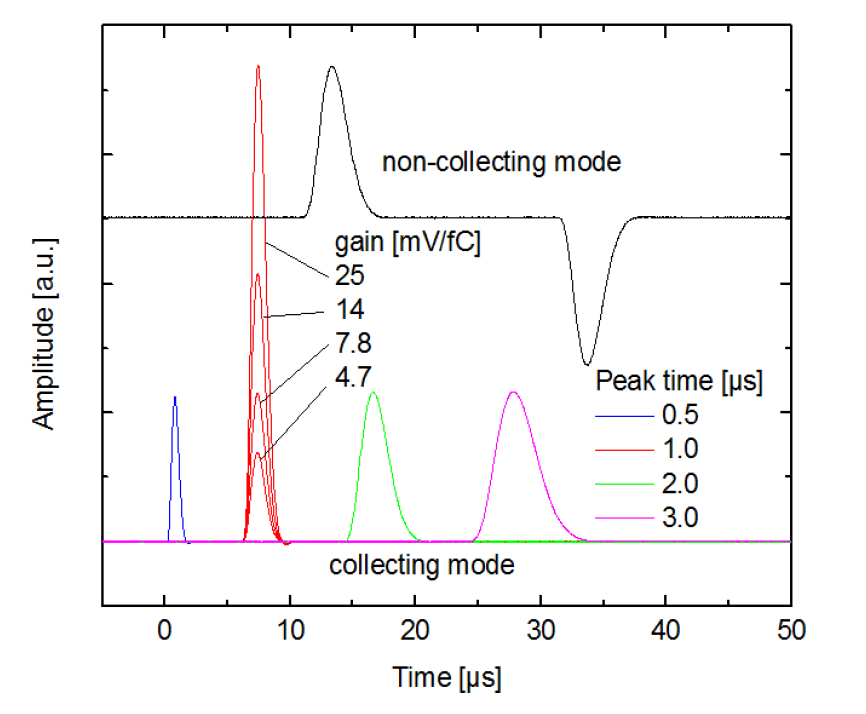 non-collecting mode
gain [mV/fC]
25
14
7.8
4.7
Peak time [µs]
0.5
1.0
2.0
3.0
collecting mode
Amplitude [a.u.]
0 10 20 30 40 50
Time [µs]